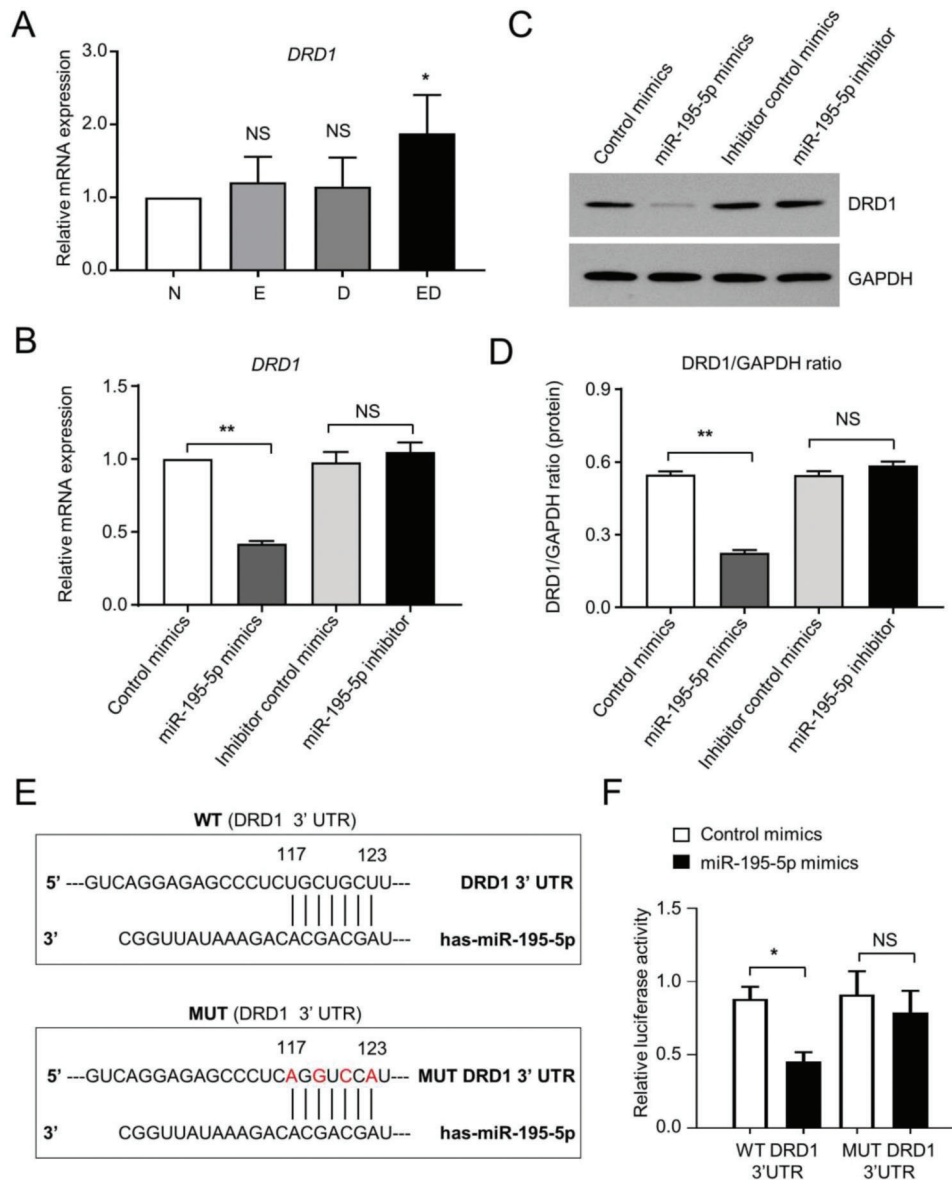 A
DRD1
Relative mRNA expression
3.0
2.0
1.0
0.0
NS
NS
*
N E D ED
B
DRD1
Relative mRNA expression
1.5
1.0
0.5
0.0
**
NS
Control mimics
miR-195-5p mimics
Inhibitor control mimics
miR-195-5p inhibitor
C
Control mimics
miR-195-5p mimics
Inhibitor control mimics
miR-195-5p inhibitor
DRD1
GAPDH
D
DRD1/GAPDH ratio
DRD1/GAPDH ratio (protein)
0.9
0.6
0.3
0.0
**
NS
Control mimics
miR-195-5p mimics
Inhibitor control mimics
miR-195-5p inhibitor
E
WT (DRD1 3' UTR)
117 123
5' ---GUCAGGAGAGCCCUCUGCUGCUU--- DRD1 3' UTR
3' CGGUUAUAAAGACACGACGAU--- has-miR-195-5p
MUT (DRD1 3' UTR)
117 123
5' ---GUCAGGAGAGCCCUCAGGUCCAU--- MUT DRD1 3' UTR
3' CGGUUAUAAAGACACGACGAU--- has-miR-195-5p
F
Control mimics
miR-195-5p mimics
Relative luciferase activity
1.5
1.0
0.5
0.0
*
NS
WT DRD1 MUT DRD1
3'UTR 3'UTR